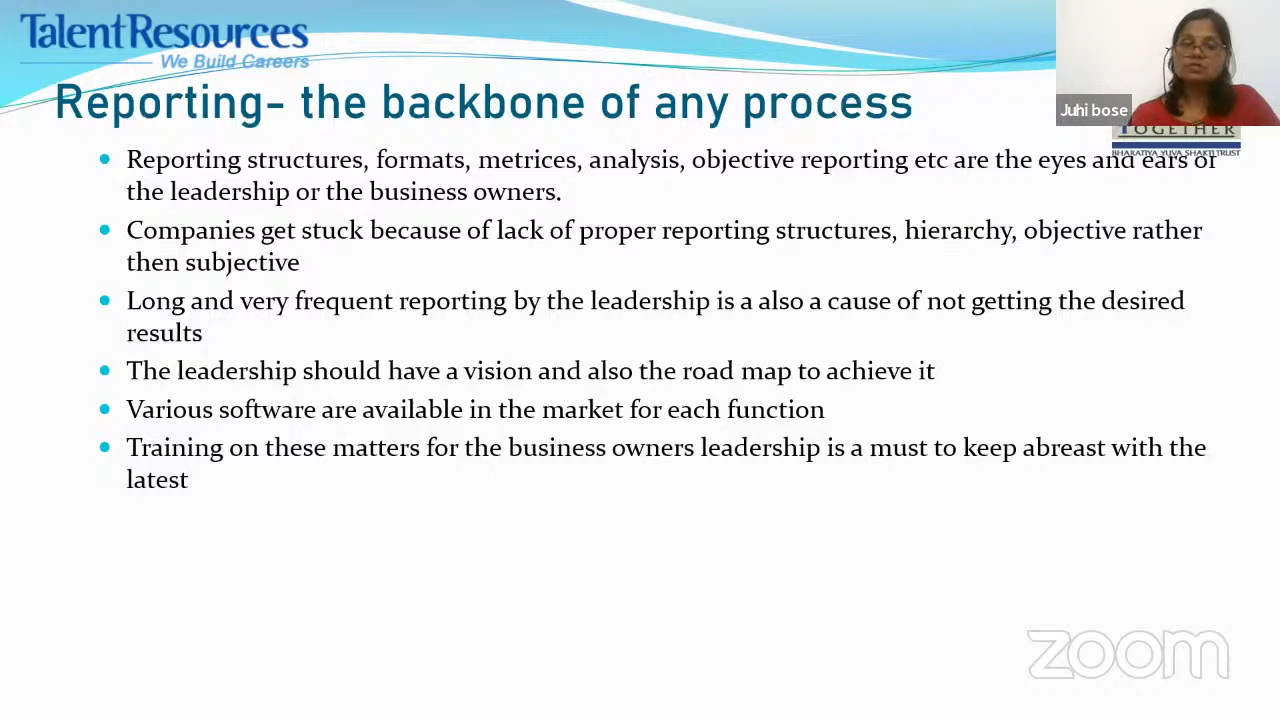 TalentResources
We Build Careers
Juhi bose
TOGETHER
BHARATIYA YUVA SHAKTI TRUST
Reporting- the backbone of any process
Reporting structures, formats, metrices, analysis, objective reporting etc are the eyes and ears of
the leadership or the business owners.
Companies get stuck because of lack of proper reporting structures, hierarchy, objective rather
then subjective
Long and very frequent reporting by the leadership is a also a cause of not getting the desired
results
The leadership should have a vision and also the road map to achieve it
Various software are available in the market for each function
Training on these matters for the business owners leadership is a must to keep abreast with the
latest
zoom